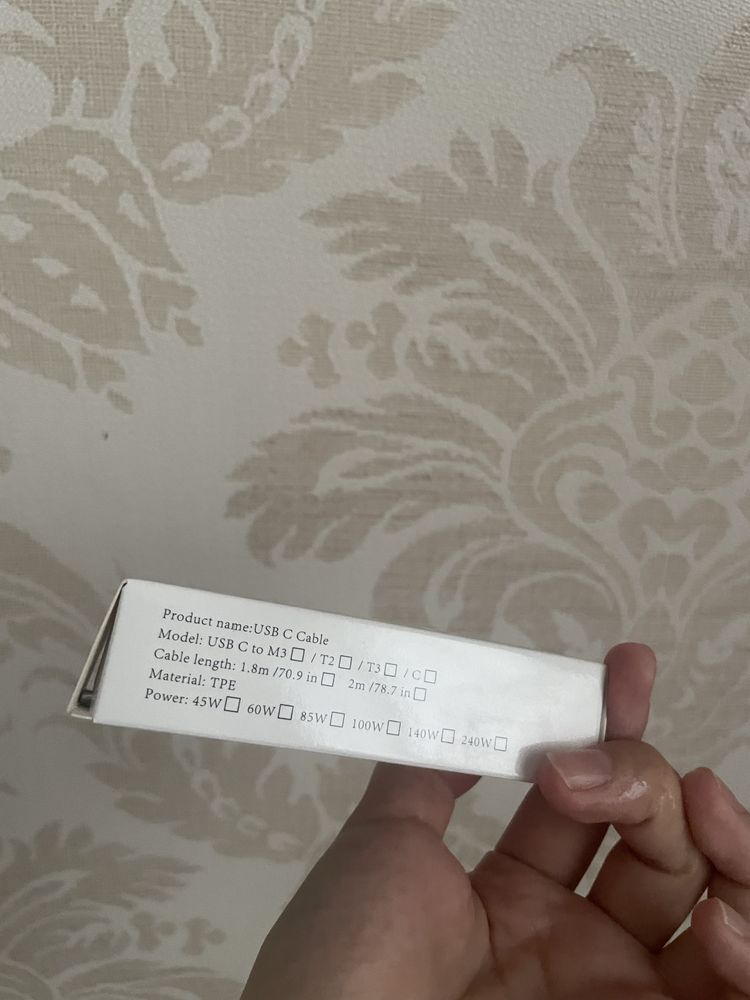 Product name:USB C Cable
Model: USB C to M3☐ / T2☐ / T3☐ / C☐
Cable length: 1.8m /70.9 in☐ 2m /78.7 in☐
Material: TPE
Power: 45W☐ 60W☐ 85W☐ 100W☐ 140W☐ 240W☐